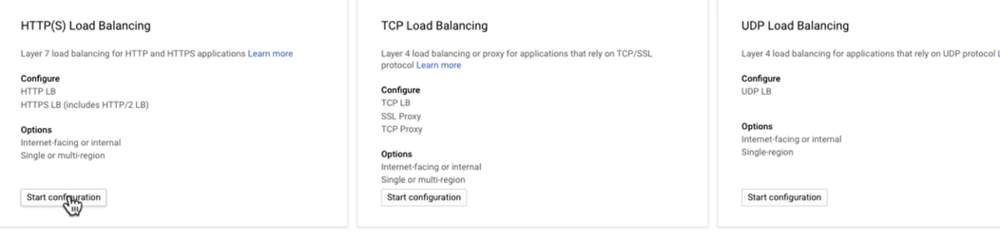 HTTP(S) Load Balancing
Layer 7 load balancing for HTTP and HTTPS applications Learn more
Configure
HTTP LB
HTTPS LB (includes HTTP/2 LB)
Options
Internet-facing or internal
Single or multi-region
Start configuration
TCP Load Balancing
Layer 4 load balancing or proxy for applications that rely on TCP/SSL
protocol Learn more
Configure
TCP LB
SSL Proxy
TCP Proxy
Options
Internet-facing or internal
Single or multi-region
Start configuration
UDP Load Balancing
Layer 4 load balancing for applications that rely on UDP protocol
Configure
UDP LB
Options
Internet-facing or internal
Single-region
Start configuration